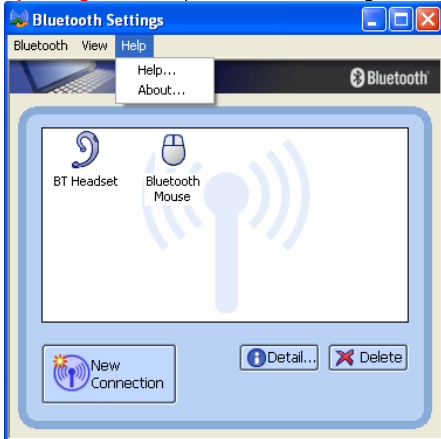 Bluetooth Settings
Bluetooth View Help
Help...
About...
Bluetooth
BT Headset
Bluetooth
Mouse
New
Connection
Detail...
Delete